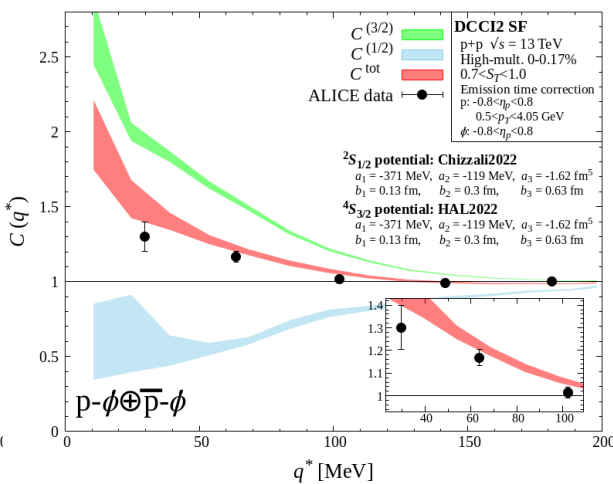 C (3/2)
C (1/2)
C tot
ALICE data
DCCI2 SF
p+p √s = 13 TeV
High-mult. 0-0.17%
0.7<S_T<1.0
Emission time correction
p: -0.8<η_p<0.8
0.5<p_T<4.05 GeV
ϕ: -0.8<η_p<0.8
²S_1/2 potential: Chizzali2022
a₁ = -371 MeV, a₂ = -119 MeV, a₃ = -1.62 fm⁵
b₁ = 0.13 fm, b₂ = 0.3 fm, b₃ = 0.63 fm
⁴S_3/2 potential: HAL2022
a₁ = -371 MeV, a₂ = -119 MeV, a₃ = -1.62 fm⁵
b₁ = 0.13 fm, b₂ = 0.3 fm, b₃ = 0.63 fm
C (q*)
2.5
2
1.5
1
0.5
0
1.4
1.3
1.2
1.1
1
40 60 80 100
p-ϕ⊕p̅-ϕ
0 50 100 150 200
q* [MeV]